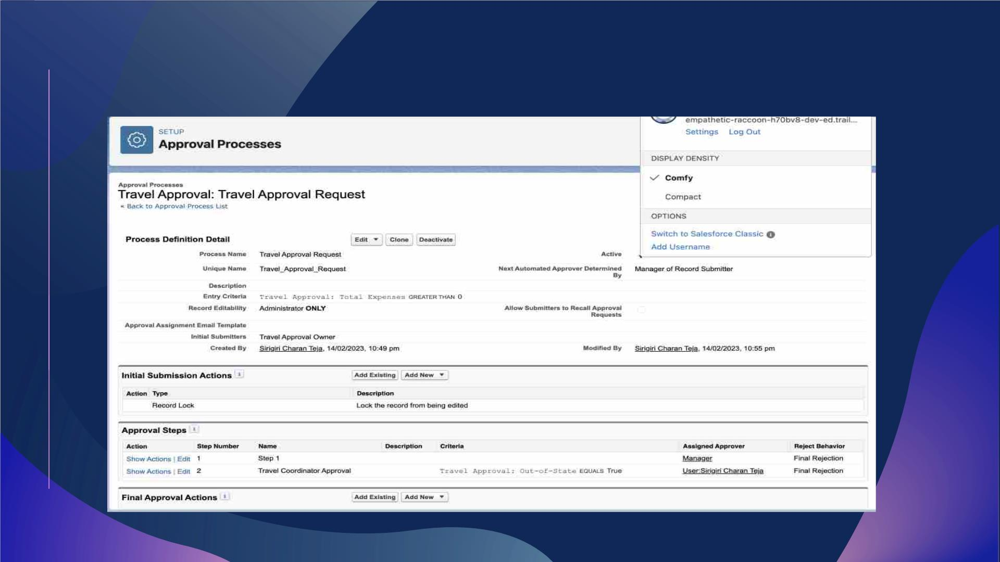 SETUP
Approval Processes
empathetic-raccoon-h70bv8-dev-ed.trail...
Settings Log Out
DISPLAY DENSITY
Comfy
Compact
OPTIONS
Switch to Salesforce Classic i
Add Username
Approval Processes
Travel Approval: Travel Approval Request
« Back to Approval Process List
Process Definition Detail Edit Clone Deactivate
Process Name Travel Approval Request Active
Unique Name Travel_Approval_Request Next Automated Approver Determined By Manager of Record Submitter
Description
Entry Criteria Travel Approval: Total Expenses GREATER THAN 0
Record Editability Administrator ONLY Allow Submitters to Recall Approval Requests
Approval Assignment Email Template
Initial Submitters Travel Approval Owner
Created By Sirigiri Charan Teja, 14/02/2023, 10:49 pm Modified By Sirigiri Charan Teja, 14/02/2023, 10:55 pm
Initial Submission Actions i Add Existing Add New
Action Type Description
Record Lock Lock the record from being edited
Approval Steps i
Action Step Number Name Description Criteria Assigned Approver Reject Behavior
Show Actions | Edit 1 Step 1 Manager Final Rejection
Show Actions | Edit 2 Travel Coordinator Approval Travel Approval: Out-of-State EQUALS True User:Sirigiri Charan Teja Final Rejection
Final Approval Actions i Add Existing Add New